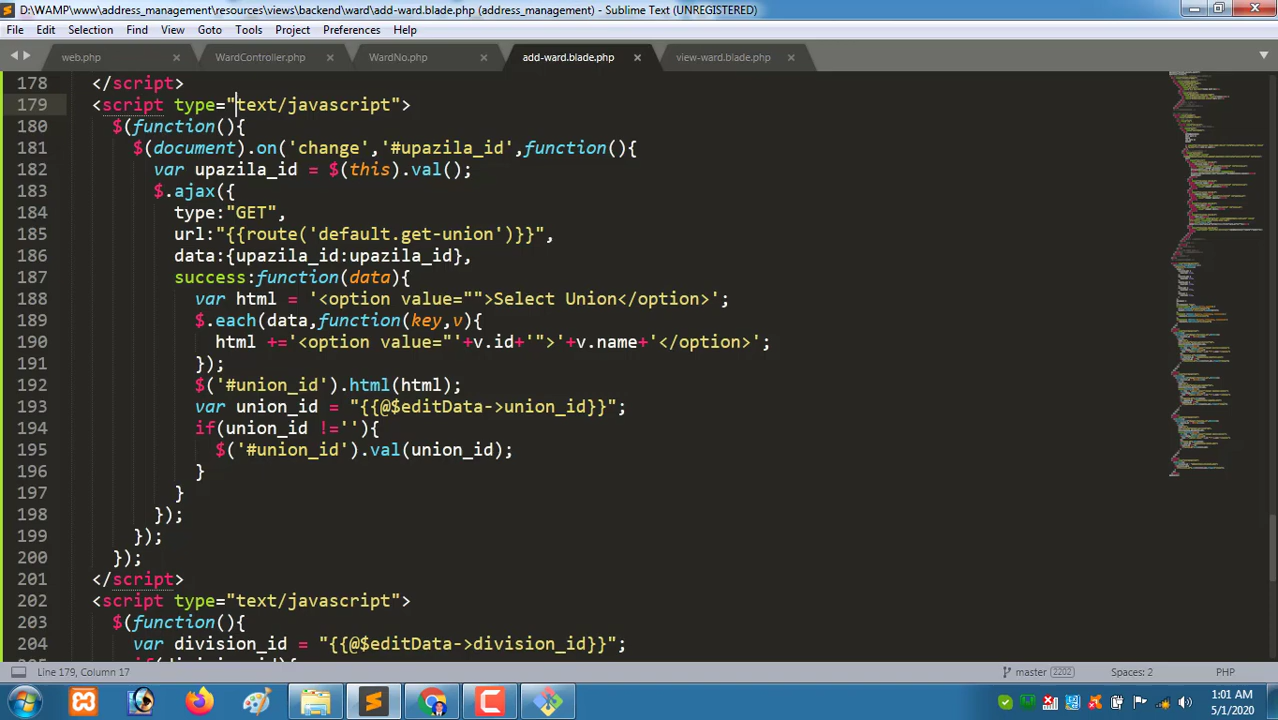 D:\WAMP\www\address_management\resources\views\backend\ward\add-ward.blade.php (address_management) - Sublime Text (UNREGISTERED)
File Edit Selection Find View Goto Tools Project Preferences Help
web.php WardController.php WardNo.php add-ward.blade.php view-ward.blade.php
178 </script>
179 <script type="text/javascript">
180 $(function(){
181 $(document).on('change','#upazila_id',function(){
182 var upazila_id = $(this).val();
183 $.ajax({
184 type:"GET",
185 url:"{{route('default.get-union')}}",
186 data:{upazila_id:upazila_id},
187 success:function(data){
188 var html = '<option value="">Select Union</option>';
189 $.each(data,function(key,v){
190 html +='<option value="'+v.id+'">'+v.name+'</option>';
191 });
192 $('#union_id').html(html);
193 var union_id = "{{@$editData->union_id}}";
194 if(union_id !=''){
195 $('#union_id').val(union_id);
196 }
197 }
198 });
199 });
200 });
201 </script>
202 <script type="text/javascript">
203 $(function(){
204 var division_id = "{{@$editData->division_id}}";
Line 179, Column 17 master 2202 Spaces: 2 PHP
1:01 AM
5/1/2020